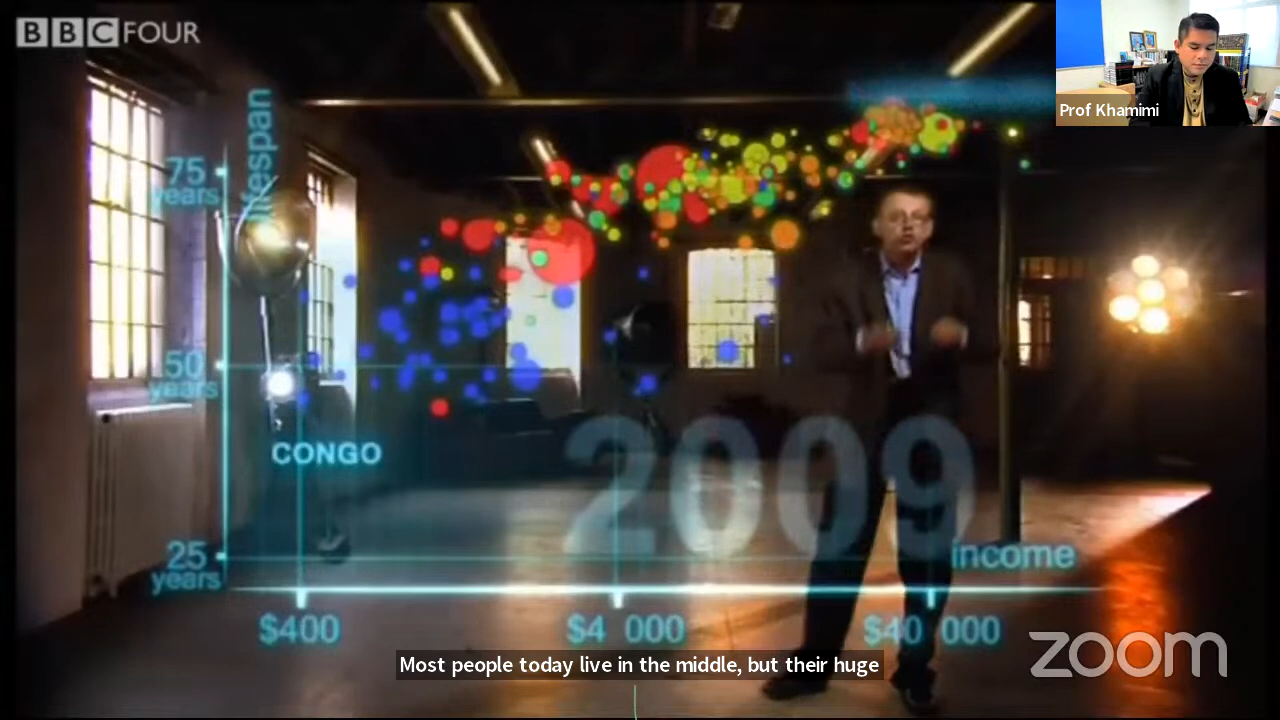 BBC FOUR
Prof Khamimi
lifespan
75
years
50
years
CONGO
2009
25
years
income
$400
$4 000
$40 000
zoom
Most people today live in the middle, but their huge